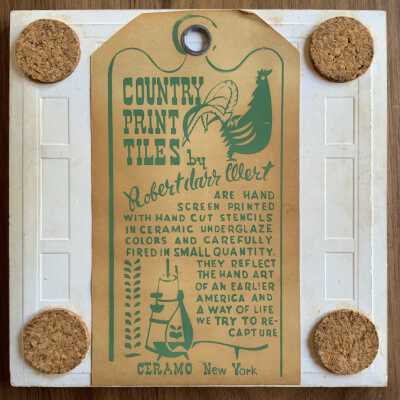 COUNTRY
PRINT
TILES by
Robert Darr Wert
ARE HAND
SCREEN PRINTED
WITH HAND CUT STENCILS
IN CERAMIC UNDERGLAZE
COLORS AND CAREFULLY
FIRED IN SMALL QUANTITY.
THEY REFLECT
THE HAND ART
OF AN EARLIER
AMERICA AND
A WAY OF LIFE
WE TRY TO RE-
CAPTURE
CERAMO New York